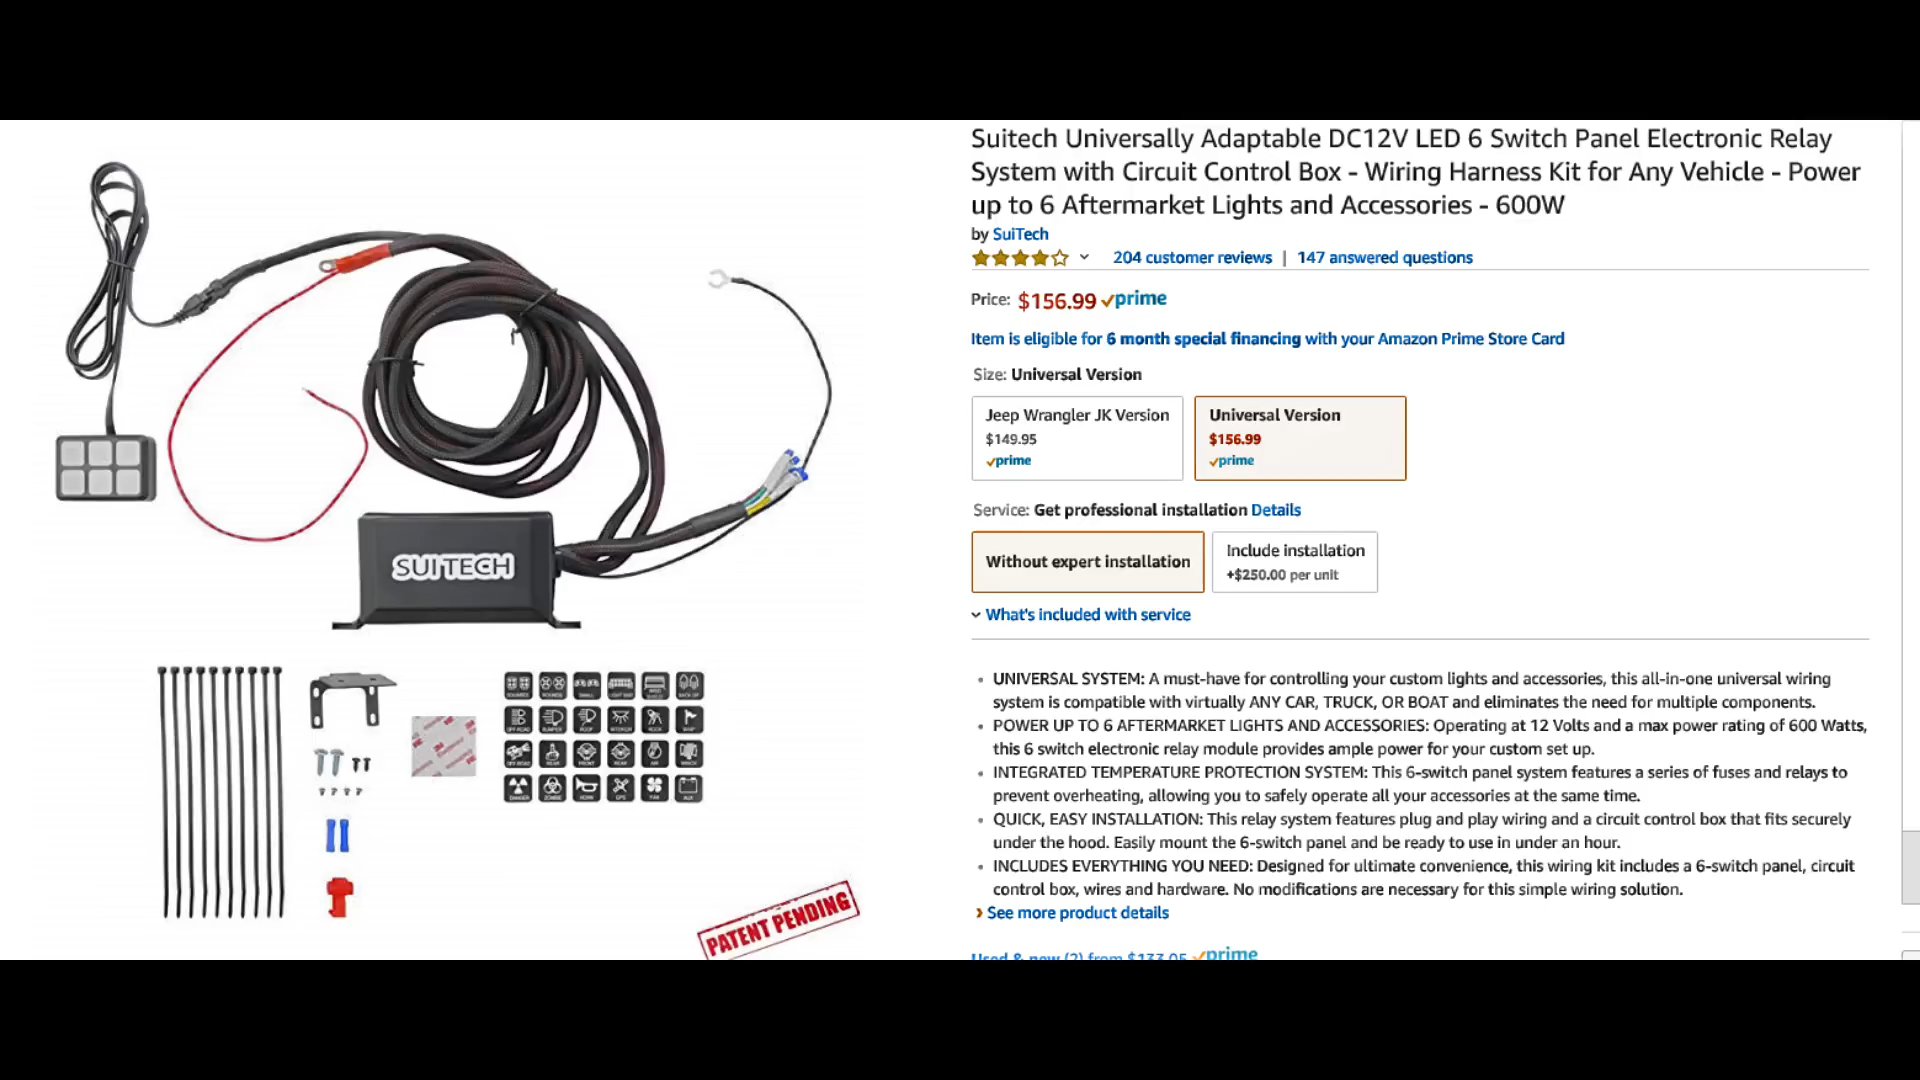 Suitech Universally Adaptable DC12V LED 6 Switch Panel Electronic Relay
System with Circuit Control Box - Wiring Harness Kit for Any Vehicle - Power
up to 6 Aftermarket Lights and Accessories - 600W
by SuiTech
204 customer reviews | 147 answered questions
Price: $156.99 prime
Item is eligible for 6 month special financing with your Amazon Prime Store Card
Size: Universal Version
Jeep Wrangler JK Version
$149.95
prime
Universal Version
$156.99
prime
Service: Get professional installation Details
Without expert installation
Include installation
+$250.00 per unit
What's included with service
• UNIVERSAL SYSTEM: A must-have for controlling your custom lights and accessories, this all-in-one universal wiring
system is compatible with virtually ANY CAR, TRUCK, OR BOAT and eliminates the need for multiple components.
• POWER UP TO 6 AFTERMARKET LIGHTS AND ACCESSORIES: Operating at 12 Volts and a max power rating of 600 Watts,
this 6 switch electronic relay module provides ample power for your custom set up.
• INTEGRATED TEMPERATURE PROTECTION SYSTEM: This 6-switch panel system features a series of fuses and relays to
prevent overheating, allowing you to safely operate all your accessories at the same time.
• QUICK, EASY INSTALLATION: This relay system features plug and play wiring and a circuit control box that fits securely
under the hood. Easily mount the 6-switch panel and be ready to use in under an hour.
• INCLUDES EVERYTHING YOU NEED: Designed for ultimate convenience, this wiring kit includes a 6-switch panel, circuit
control box, wires and hardware. No modifications are necessary for this simple wiring solution.
See more product details
Used & new (2) from $133.05 prime
SUITECH
3M
PATENT PENDING